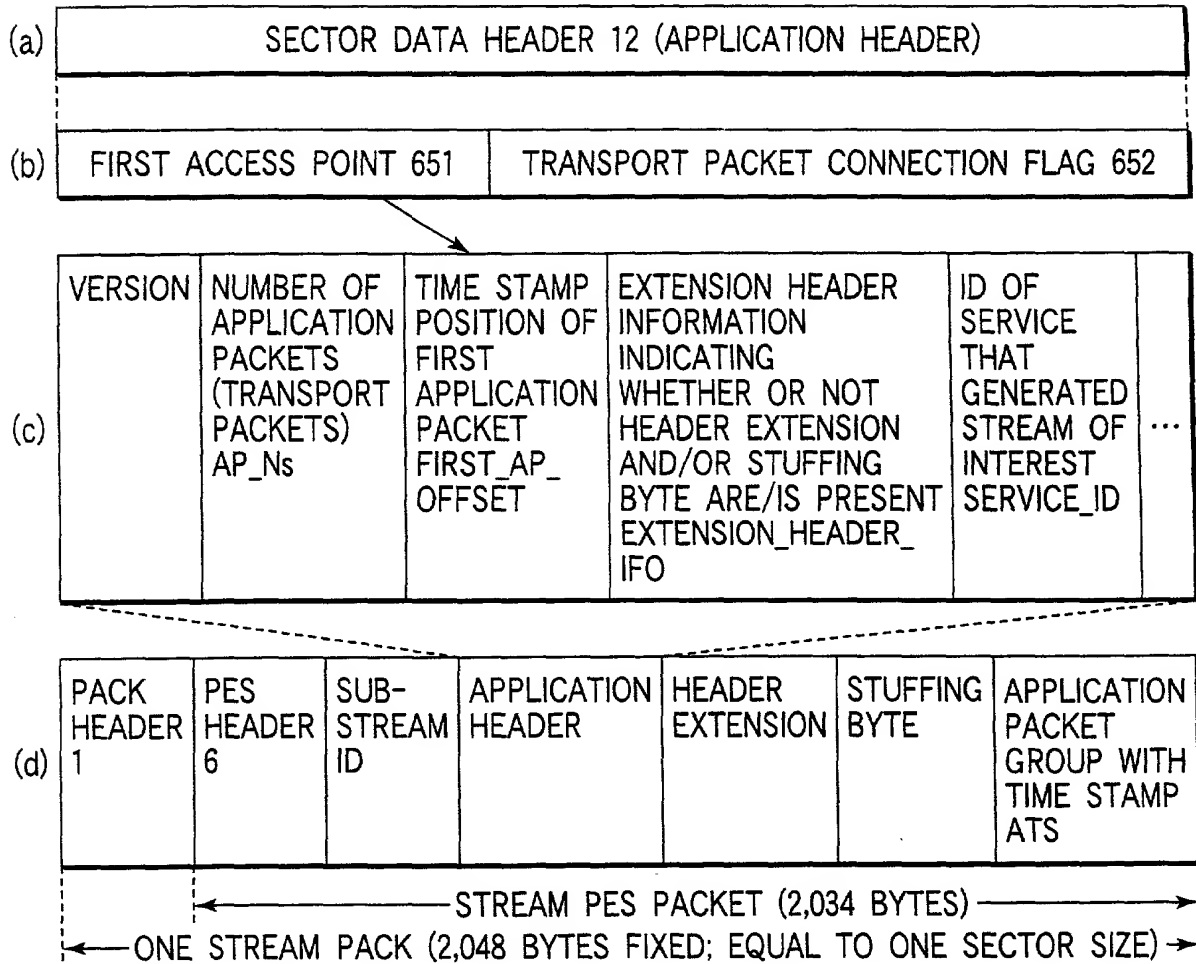 (a) SECTOR DATA HEADER 12 (APPLICATION HEADER)
(b) FIRST ACCESS POINT 651 TRANSPORT PACKET CONNECTION FLAG 652
(c)
VERSION
NUMBER OF
APPLICATION
PACKETS
(TRANSPORT
PACKETS)
AP_Ns
TIME STAMP
POSITION OF
FIRST
APPLICATION
PACKET
FIRST_AP_
OFFSET
EXTENSION HEADER
INFORMATION
INDICATING
WHETHER OR NOT
HEADER EXTENSION
AND/OR STUFFING
BYTE ARE/IS PRESENT
EXTENSION_HEADER_
IFO
ID OF
SERVICE
THAT
GENERATED
STREAM OF
INTEREST
SERVICE_ID
...
(d)
PACK
HEADER
1
PES
HEADER
6
SUB-
STREAM
ID
APPLICATION
HEADER
HEADER
EXTENSION
STUFFING
BYTE
APPLICATION
PACKET
GROUP WITH
TIME STAMP
ATS
STREAM PES PACKET (2,034 BYTES)
ONE STREAM PACK (2,048 BYTES FIXED; EQUAL TO ONE SECTOR SIZE)